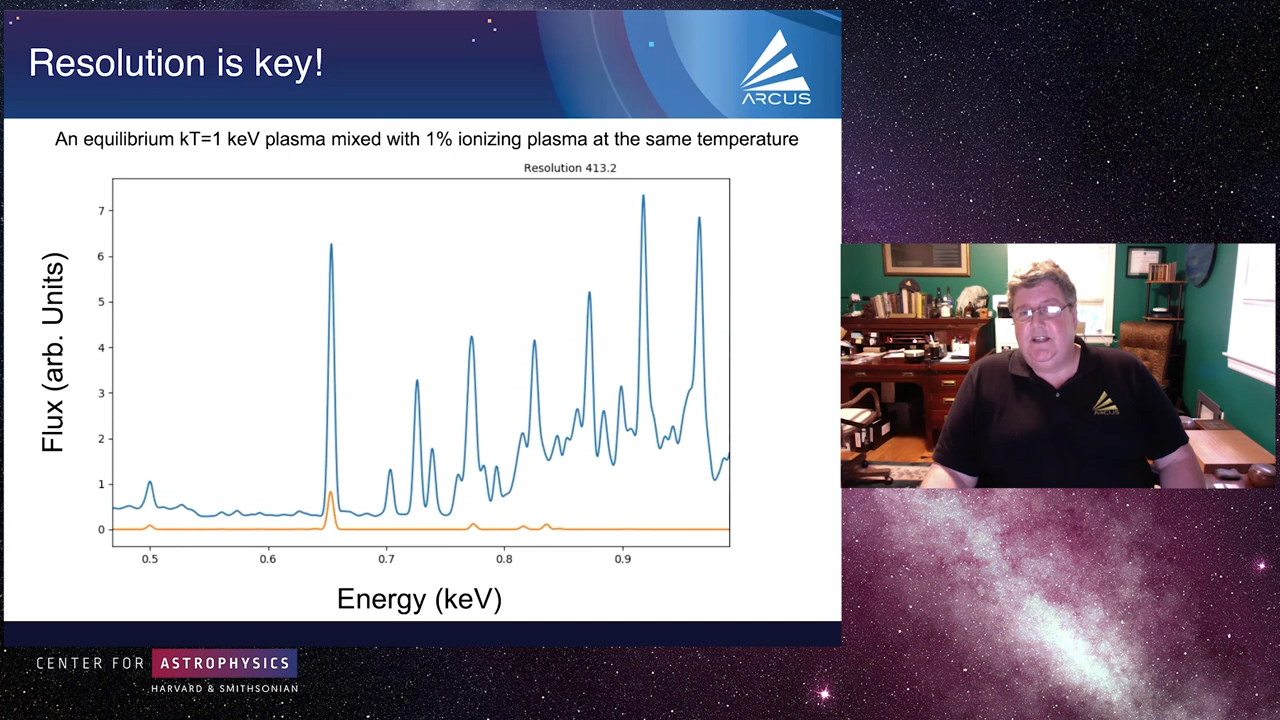 Resolution is key!
ARCUS
An equilibrium kT=1 keV plasma mixed with 1% ionizing plasma at the same temperature
Resolution 413.2
Flux (arb. Units)
7
6
5
4
3
2
1
0
0.5 0.6 0.7 0.8 0.9
Energy (keV)
ARCUS
CENTER FOR ASTROPHYSICS
HARVARD & SMITHSONIAN